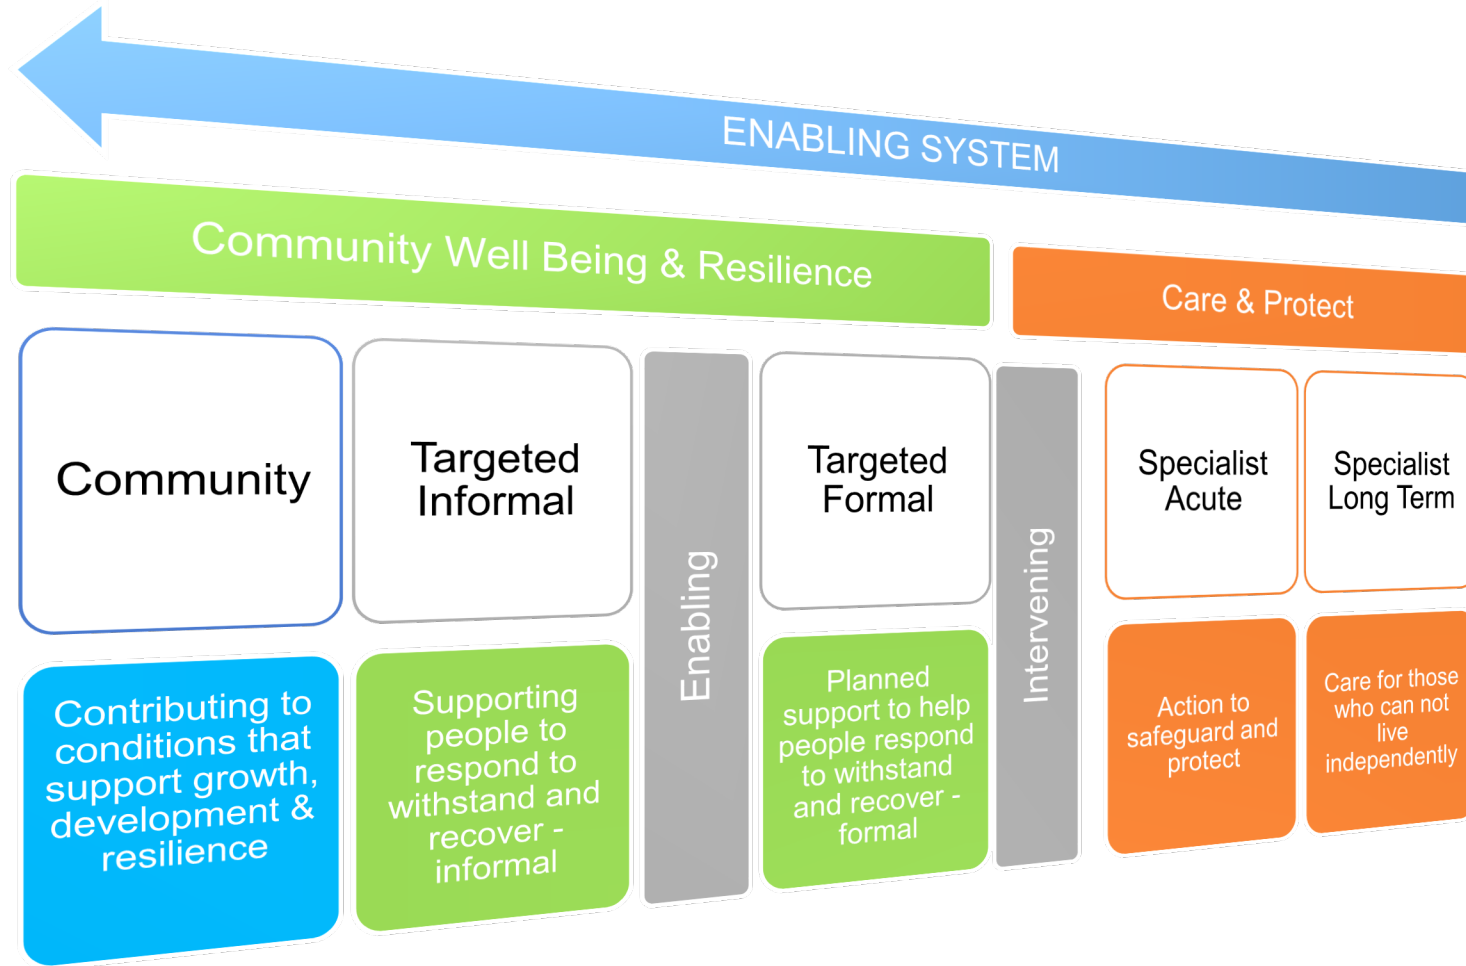 ENABLING SYSTEM
Community Well Being & Resilience
Care & Protect
Community
Targeted
Informal
Enabling
Targeted
Formal
Intervening
Specialist
Acute
Specialist
Long Term
Contributing to
conditions that
support growth,
development &
resilience
Supporting
people to
respond to
withstand and
recover -
informal
Planned
support to help
people respond
to withstand
and recover -
formal
Action to
safeguard and
protect
Care for those
who can not
live
independently